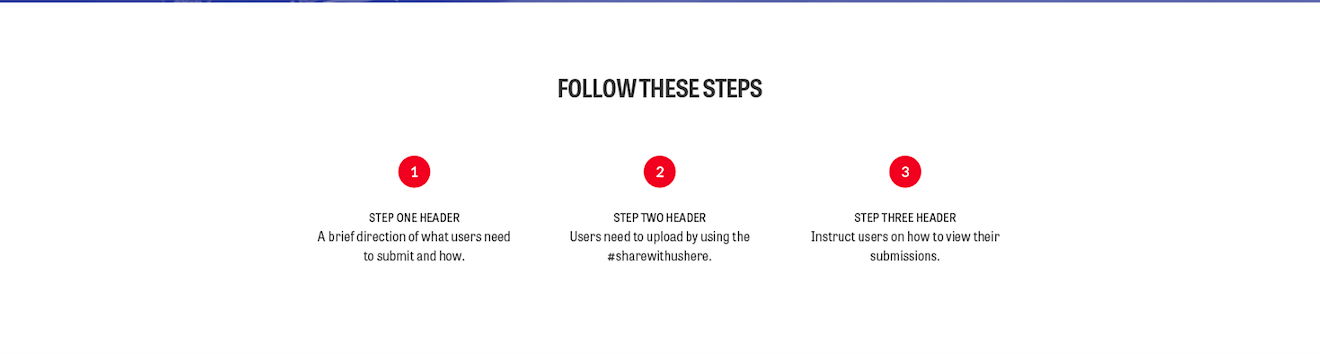 FOLLOW THESE STEPS
1
STEP ONE HEADER
A brief direction of what users need
to submit and how.
2
STEP TWO HEADER
Users need to upload by using the
#sharewithushere.
3
STEP THREE HEADER
Instruct users on how to view their
submissions.